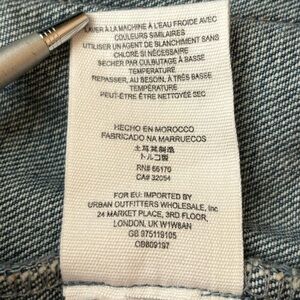 LAVER À LA MACHINE À L'EAU FROIDE AVEC
COULEURS SIMILAIRES
UTILISER UN AGENT DE BLANCHIMENT SANS
CHLORE SI NÉCESSAIRE
SÉCHER PAR CULBUTAGE À BASSE
TEMPÉRATURE
REPASSER, AU BESOIN, À TRÈS BASSE
TEMPÉRATURE
PEUT-ÊTRE ÊTRE NETTOYÉE SEC
HECHO EN MOROCCO
FABRICADO NA MARRUECOS
土耳其制造
トルコ製
RN# 66170
CA# 32054
FOR EU: IMPORTED BY
URBAN OUTFITTERS WHOLESALE, Inc
24 MARKET PLACE, 3RD FLOOR,
LONDON, UK W1W8AN
GB 975119105
OB809197